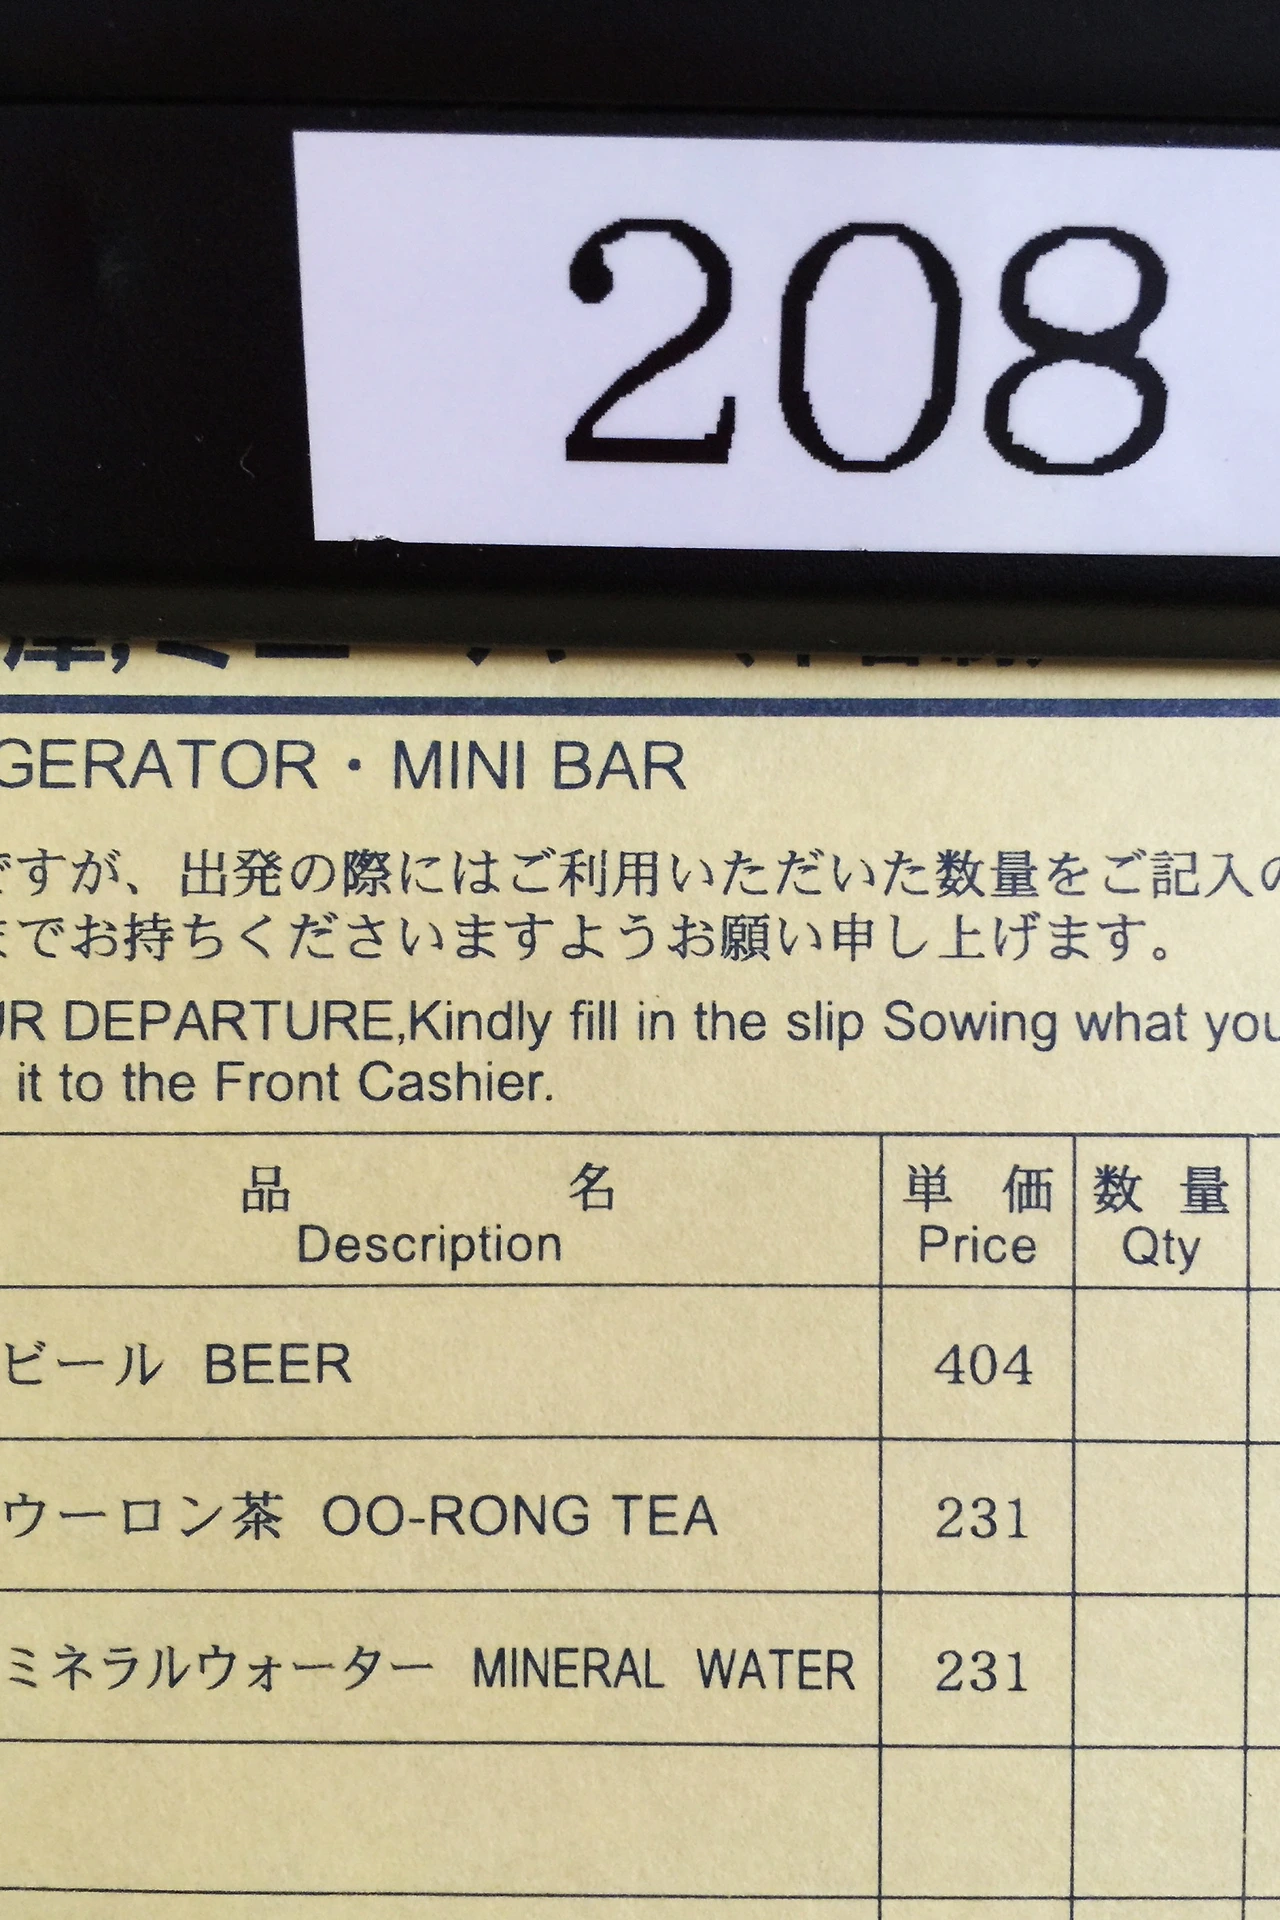 208
GERATOR・MINI BAR
ですが、出発の際にはご利用いただいた数量をご記入の
までお持ちくださいますようお願い申し上げます。
UR DEPARTURE,Kindly fill in the slip Sowing what you
it to the Front Cashier.
品 名 単 価 数 量
Description Price Qty
ビール BEER 404
ウーロン茶 OO-RONG TEA 231
ミネラルウォーター MINERAL WATER 231